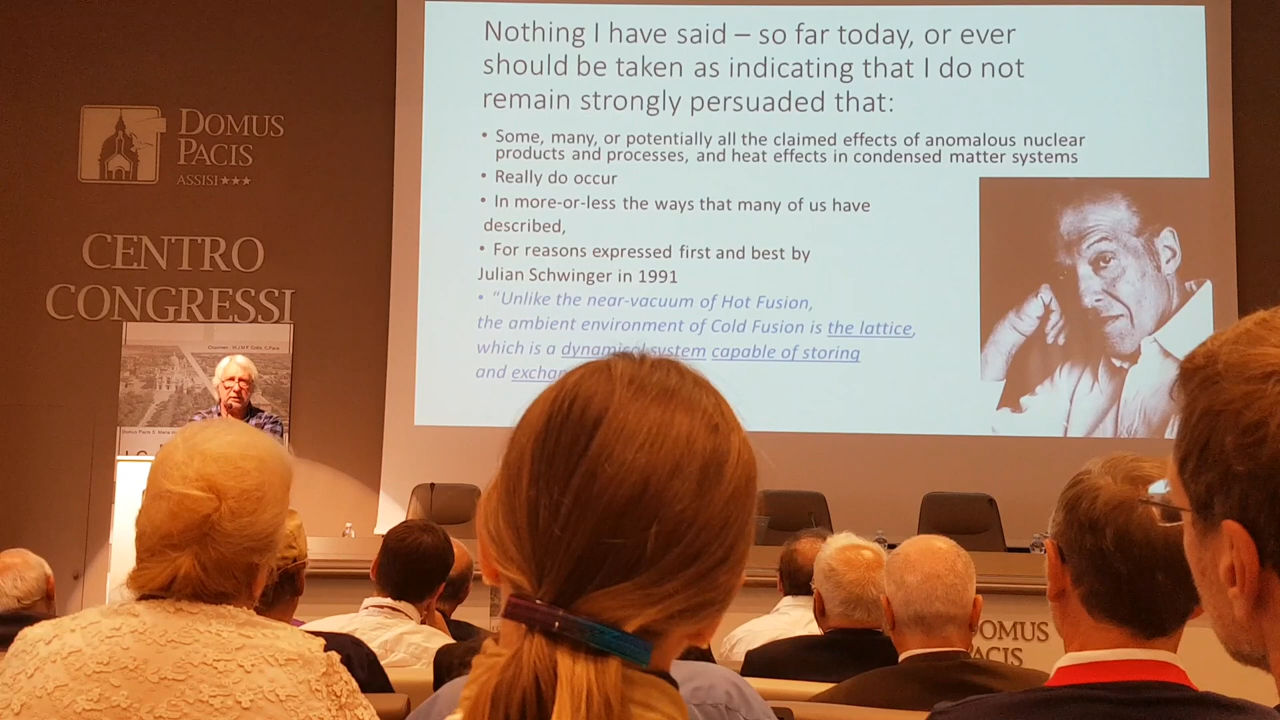 Nothing I have said – so far today, or ever
should be taken as indicating that I do not
remain strongly persuaded that:
• Some, many, or potentially all the claimed effects of anomalous nuclear
products and processes, and heat effects in condensed matter systems
• Really do occur
• In more-or-less the ways that many of us have
described,
• For reasons expressed first and best by
Julian Schwinger in 1991
• "Unlike the near-vacuum of Hot Fusion,
the ambient environment of Cold Fusion is the lattice,
which is a dynamical system capable of storing
and
DOMUS
PACIS
ASSISI★★★
CENTRO
CONGRESSI
DOMUS
PACIS